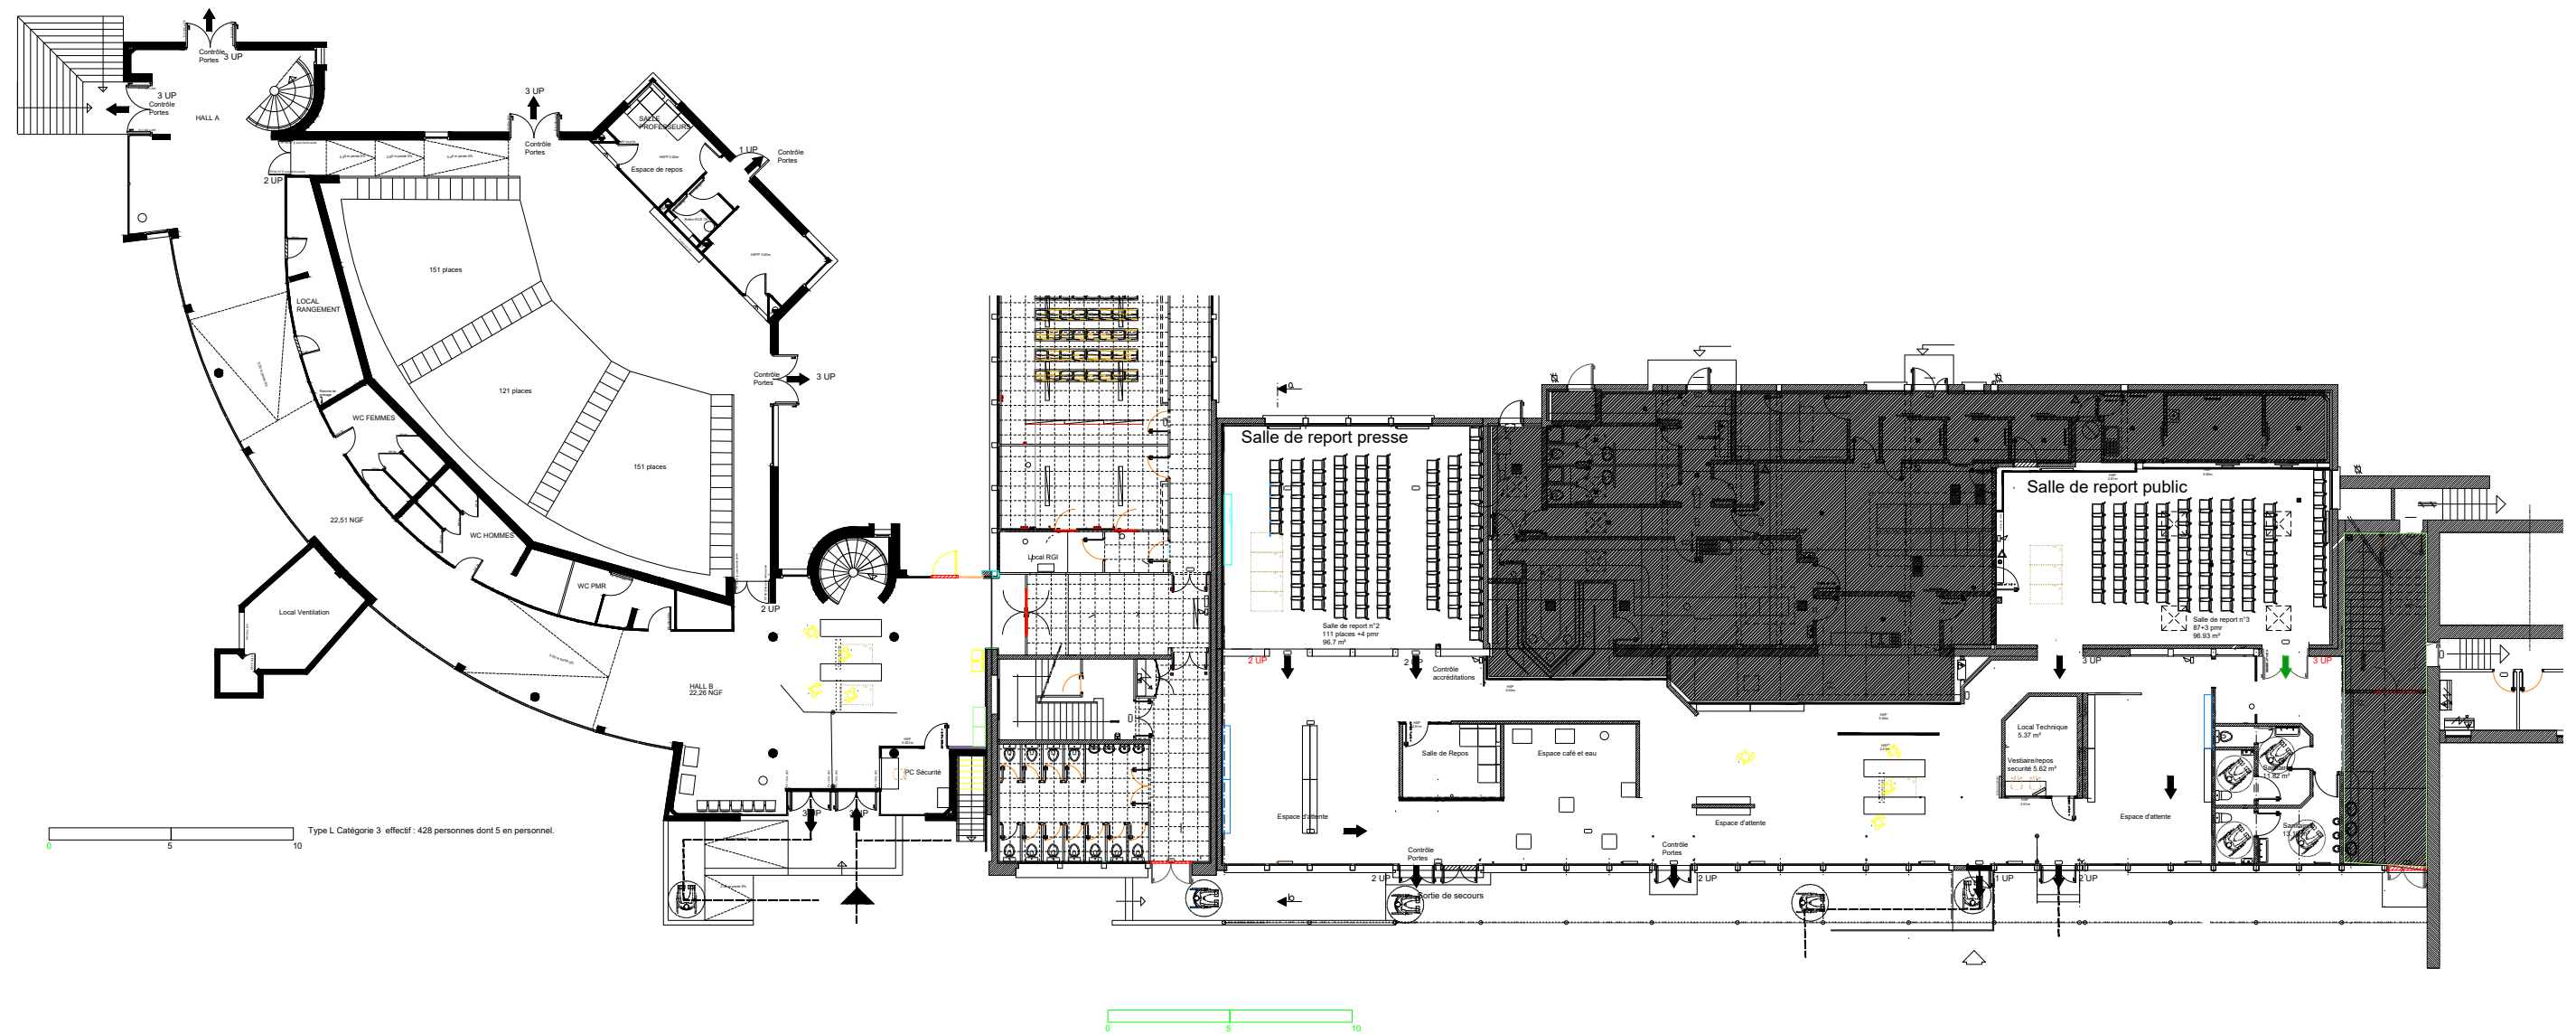 Contrôle
Portes
3 UP
3 UP
Contrôle
Portes
HALL A
3 UP
Contrôle
Portes
2 UP
SALLE
PROFESSEURS
Espace de repos
1 UP
Contrôle
Portes
151 places
LOCAL
RANGEMENT
121 places
Contrôle
Portes
3 UP
WC FEMMES
151 places
22,51 NGF
WC HOMMES
WC PMR
Local Ventilation
2 UP
HALL B
22,26 NGF
PC Sécurité
3 UP
Type L Catégorie 3 effectif : 428 personnes dont 5 en personnel.
0
5
10
Local RGI
Salle de report presse
Salle de report n°2
111 places +4 pmr
96.7 m²
2 UP
2 UP
Contrôle
accréditations
Salle de report public
Salle de report n°3
87+3 pmr
96.93 m²
3 UP
3 UP
Salle de Repos
Espace café et eau
Local Technique
5.37 m²
Vestiaire/repos
securité 5.62 m²
Espace d'attente
Espace d'attente
Espace d'attente
Contrôle
Portes
Contrôle
Portes
2 UP
2 UP
1 UP
2 UP
Sortie de secours
0
5
10